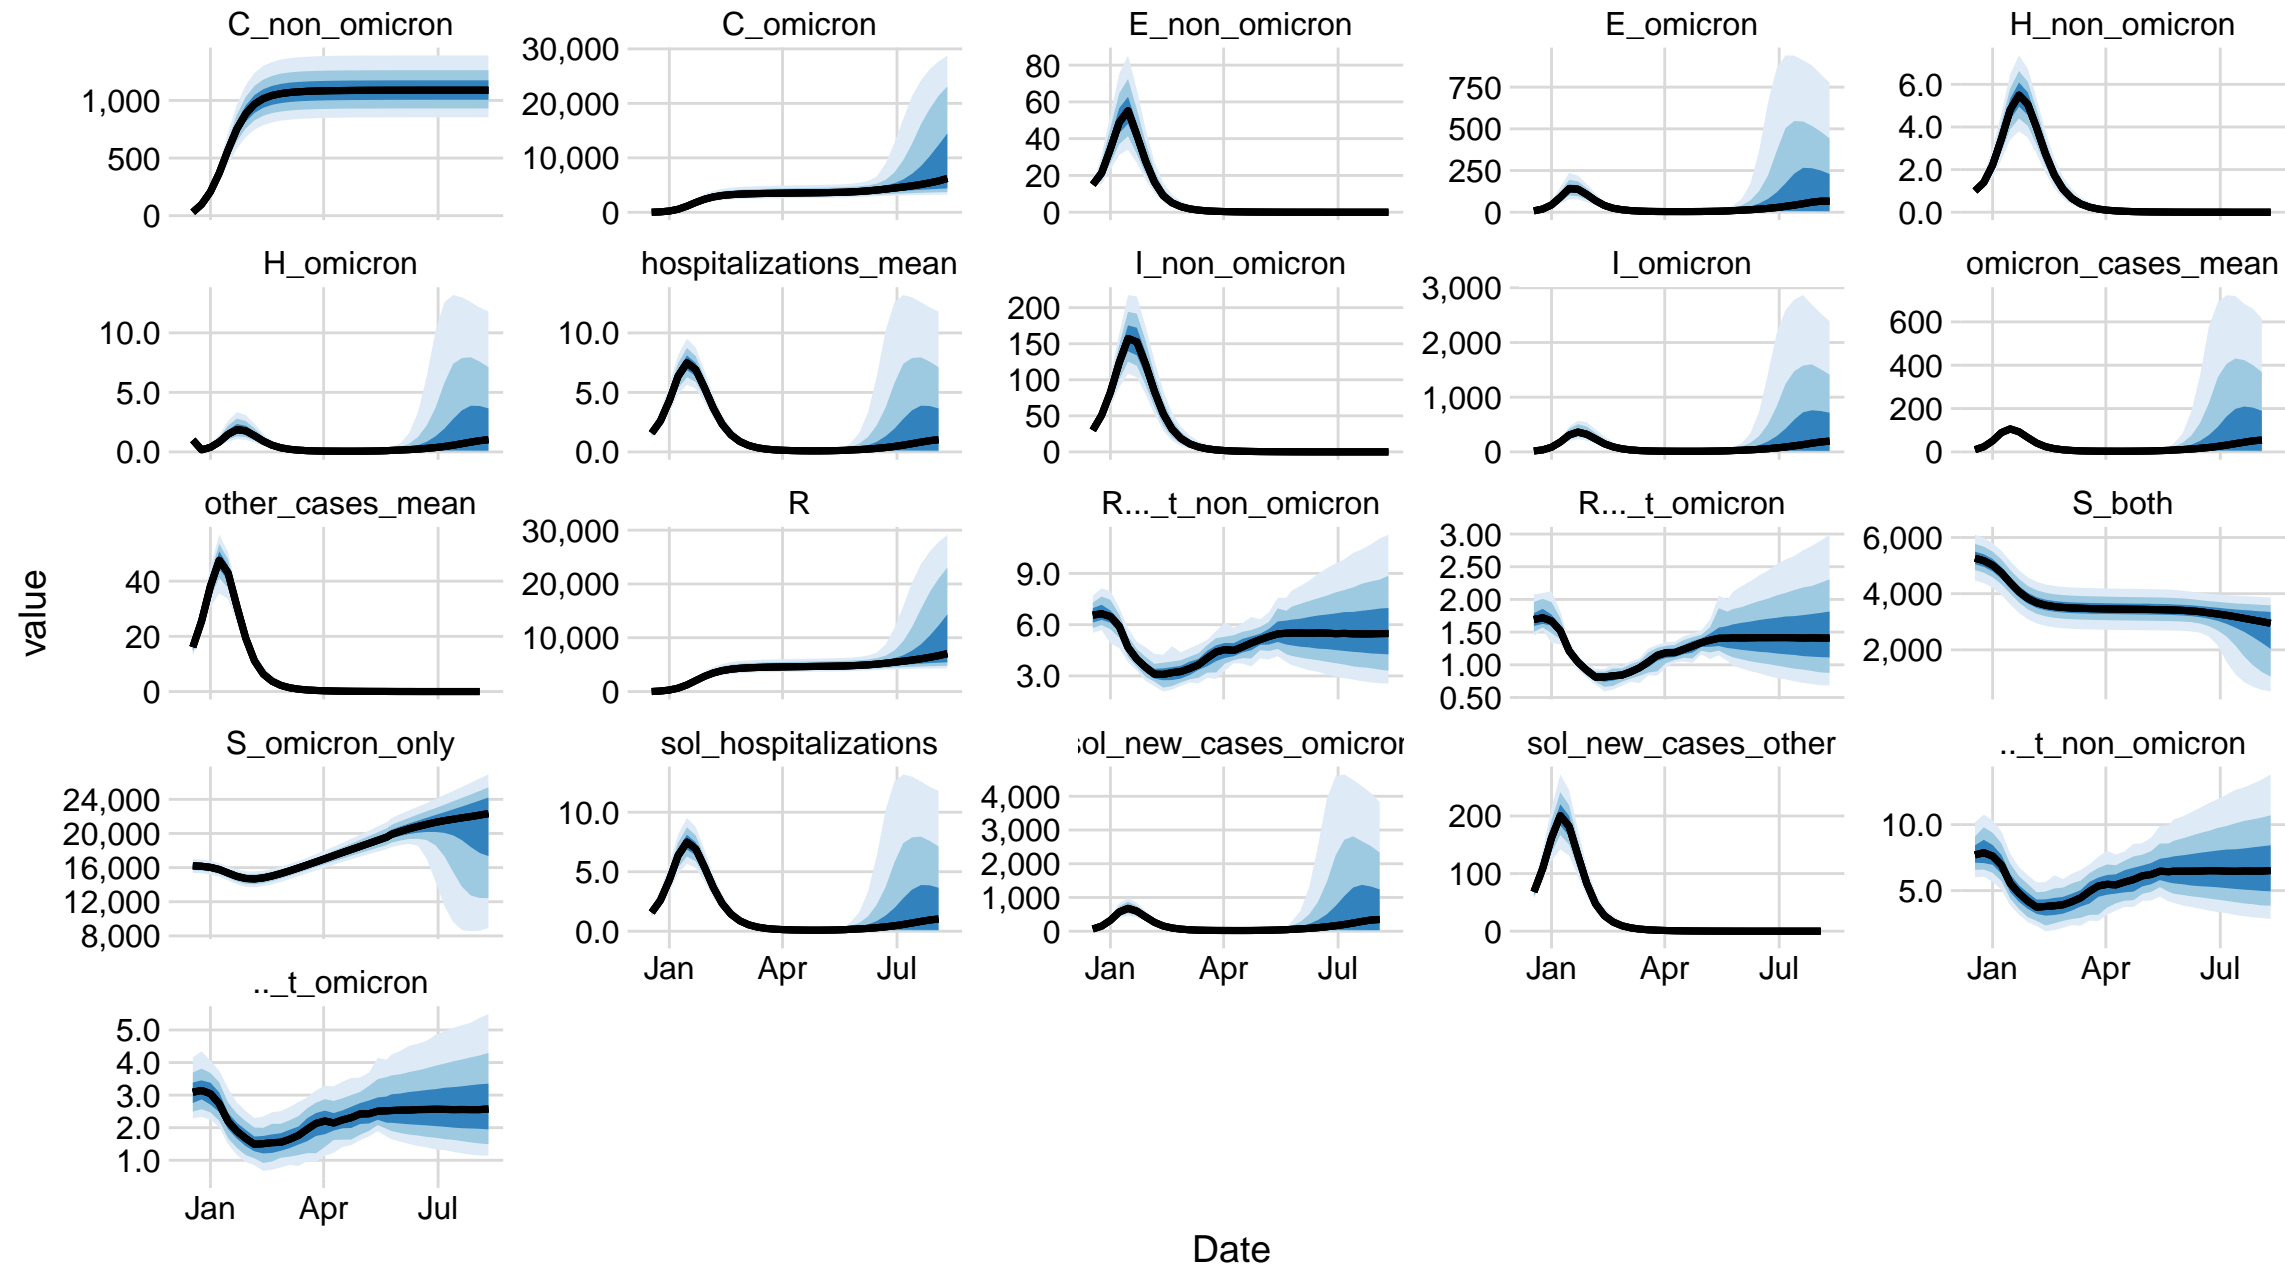 C_non_omicron
1,000
500
0
C_omicron
30,000
20,000
10,000
0
E_non_omicron
80
60
40
20
0
E_omicron
750
500
250
0
H_non_omicron
6.0
4.0
2.0
0.0
H_omicron
10.0
5.0
0.0
hospitalizations_mean
10.0
5.0
0.0
I_non_omicron
200
150
100
50
0
I_omicron
3,000
2,000
1,000
0
omicron_cases_mean
600
400
200
0
other_cases_mean
40
20
0
R
30,000
20,000
10,000
0
R..._t_non_omicron
9.0
6.0
3.0
R..._t_omicron
3.00
2.50
2.00
1.50
1.00
0.50
S_both
6,000
4,000
2,000
value
S_omicron_only
24,000
20,000
16,000
12,000
8,000
sol_hospitalizations
10.0
5.0
0.0
Jan Apr Jul
sol_new_cases_omicron
4,000
3,000
2,000
1,000
0
Jan Apr Jul
sol_new_cases_other
200
100
0
Jan Apr Jul
.._t_non_omicron
10.0
5.0
Jan Apr Jul
.._t_omicron
5.0
4.0
3.0
2.0
1.0
Jan Apr Jul
Date